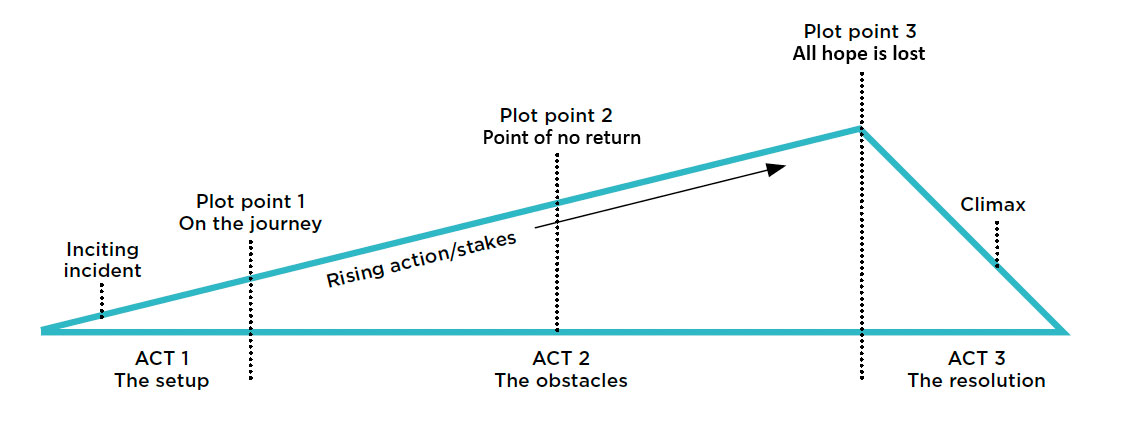 Plot point 3
All hope is lost
Plot point 2
Point of no return
Plot point 1
On the journey
Climax
Inciting
incident
Rising action/stakes
ACT 1
The setup
ACT 2
The obstacles
ACT 3
The resolution